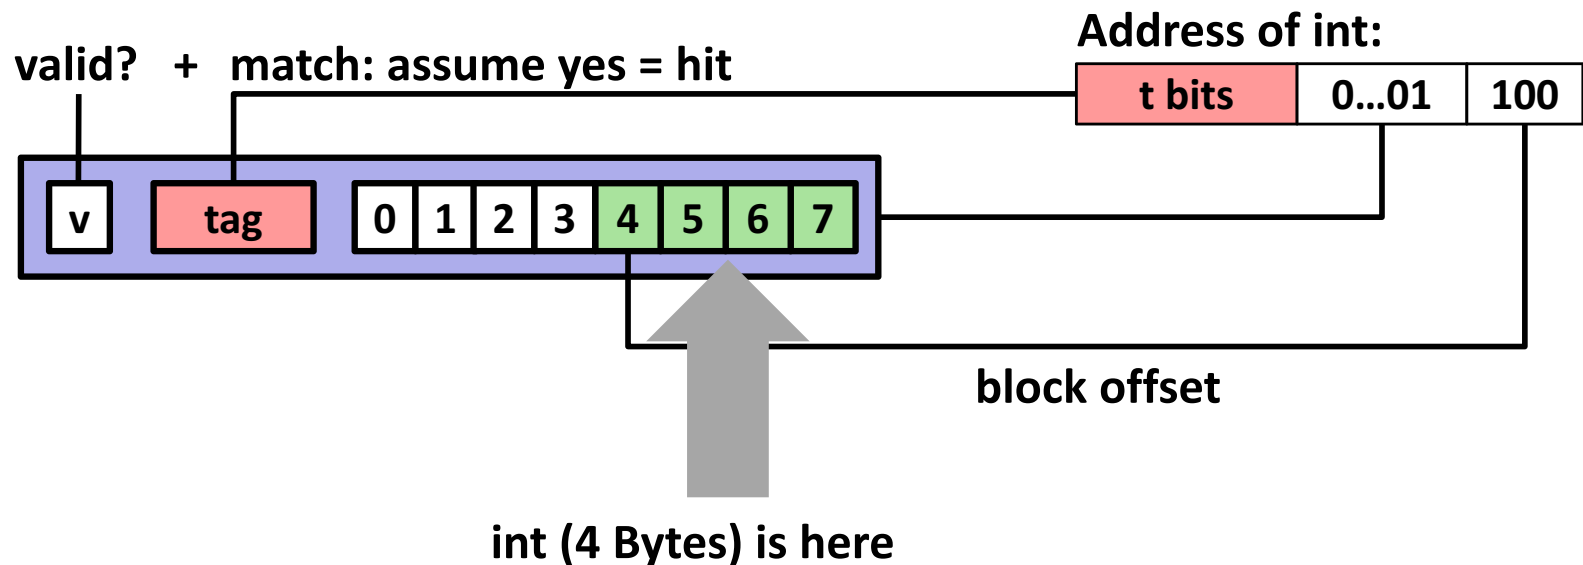 Address of int:
valid? + match: assume yes = hit
t bits 0...01 100
v tag 0 1 2 3 4 5 6 7
block offset
int (4 Bytes) is here